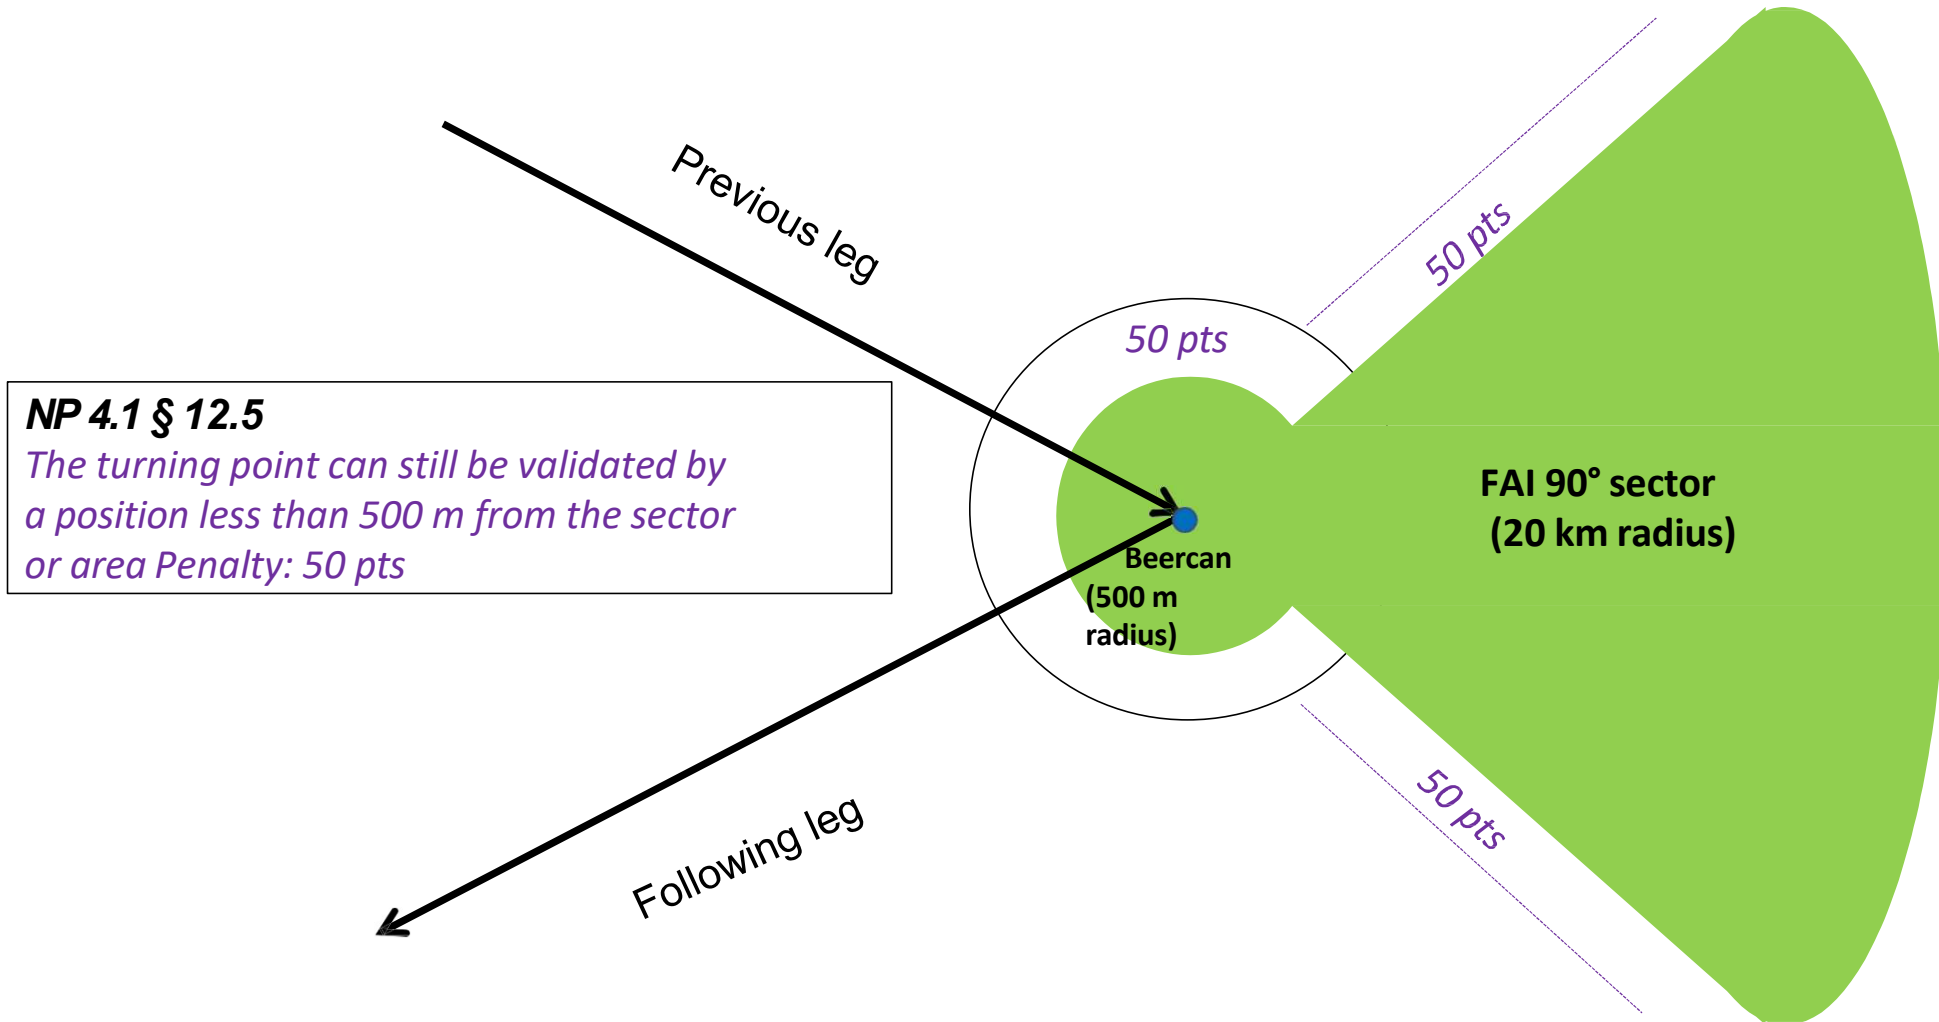 Previous leg
50 pts
50 pts
NP 4.1 § 12.5
The turning point can still be validated by
a position less than 500 m from the sector
or area Penalty: 50 pts
FAI 90° sector
(20 km radius)
Beercan
(500 m
radius)
50 pts
Following leg